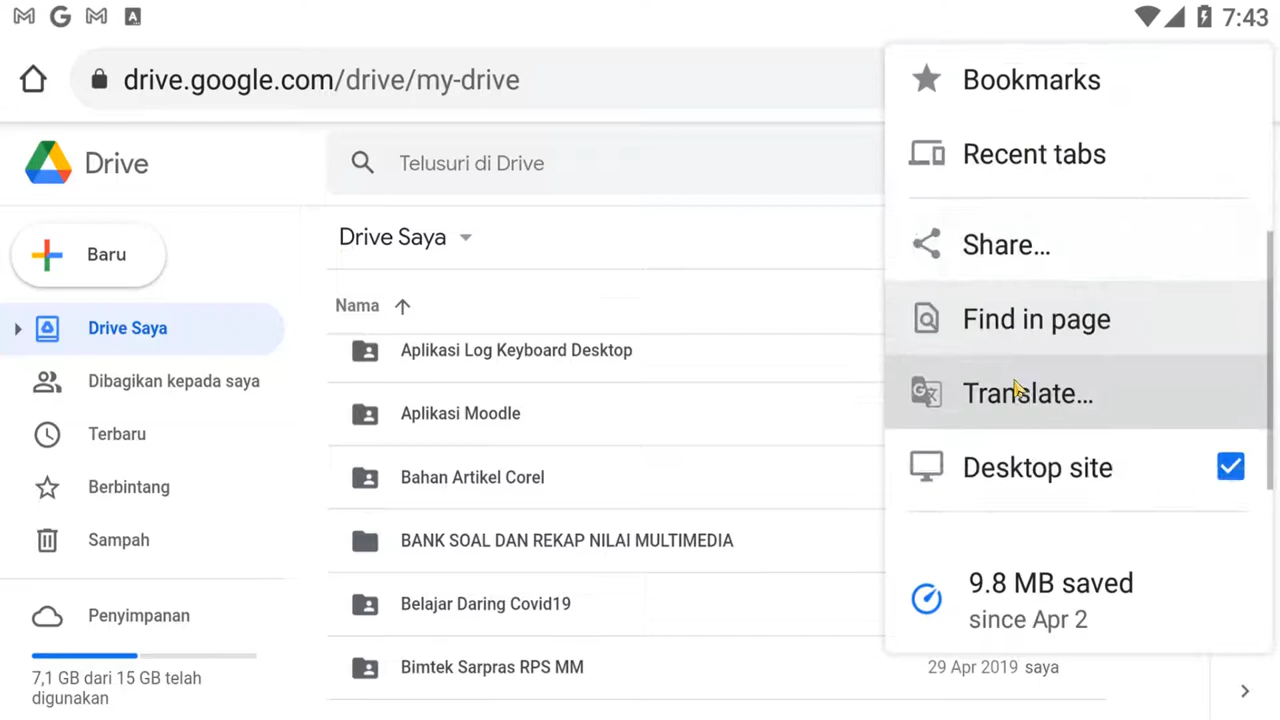 7:43
drive.google.com/drive/my-drive
Drive
Telusuri di Drive
Baru
Drive Saya
Dibagikan kepada saya
Terbaru
Berbintang
Sampah
Penyimpanan
7,1 GB dari 15 GB telah
digunakan
Drive Saya
Nama
Aplikasi Log Keyboard Desktop
Aplikasi Moodle
Bahan Artikel Corel
BANK SOAL DAN REKAP NILAI MULTIMEDIA
Belajar Daring Covid19
Bimtek Sarpras RPS MM
29 Apr 2019 saya
Bookmarks
Recent tabs
Share...
Find in page
Translate...
Desktop site
9.8 MB saved
since Apr 2